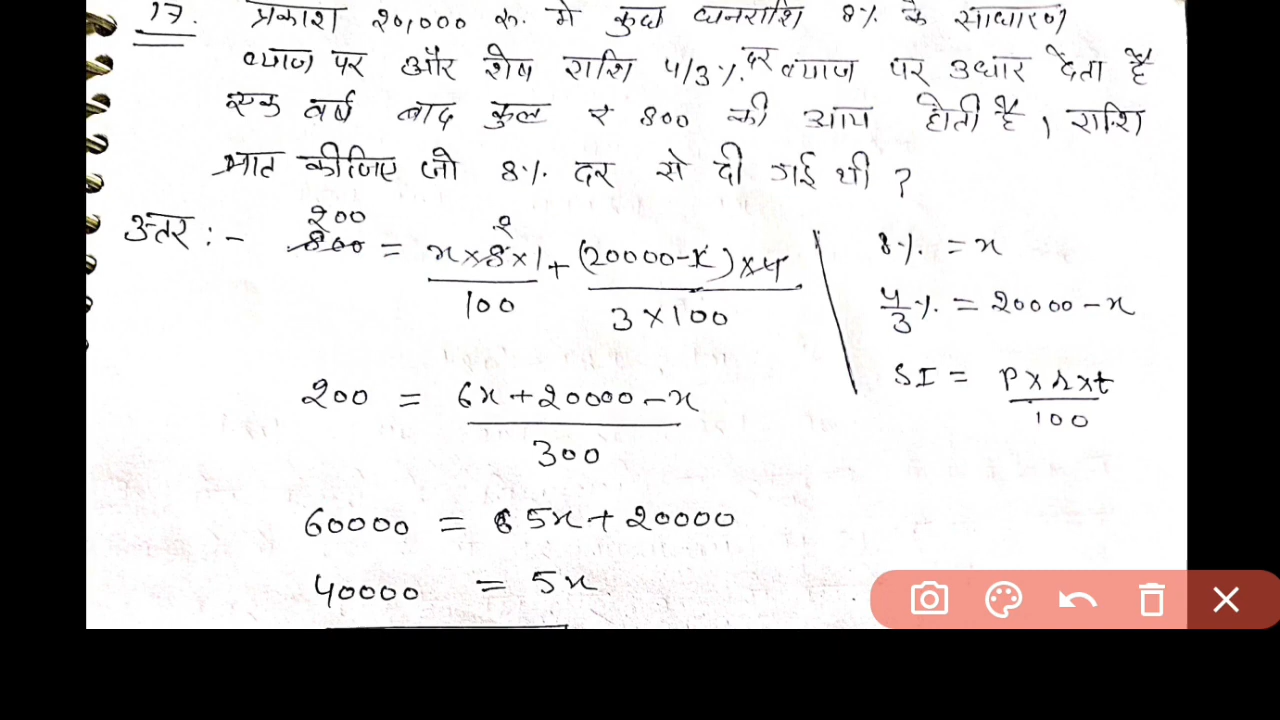 17. प्रकाश 20,000 रु. में कुछ धनराशि 8% के साधारण
ब्याज पर और शेष राशि 4/3% दर ब्याज पर उधार देता है
एक वर्ष बाद कुल ₹ 800 की आय होती है, राशि
ज्ञात कीजिए जो 8% दर से दी गई थी ?
उत्तर :- 200 2
800 = x×8×1/100 + (20000-x)×4/3×100
8% = x
4/3% = 20000-x
SI = P×r×t/100
200 = 6x+20000-x/300
60000 = 5x+20000
40000 = 5x